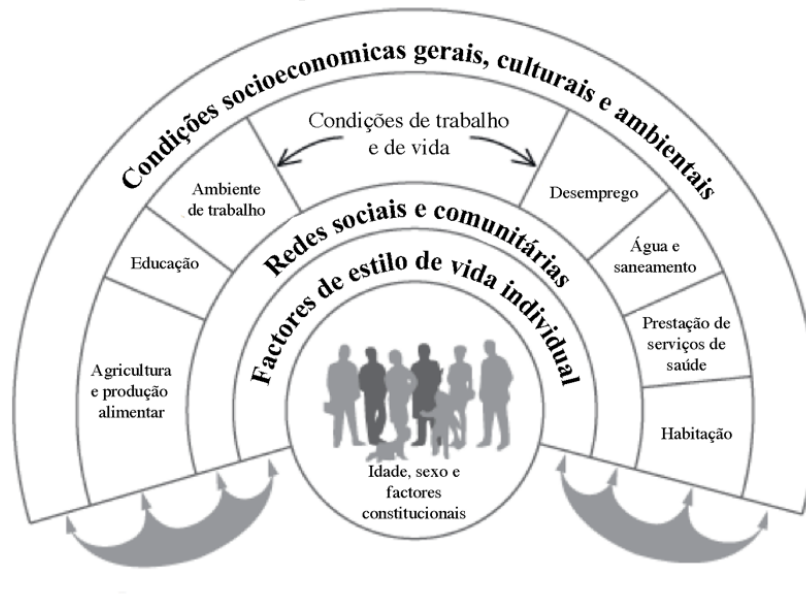 Condições socioeconomicas gerais, culturais e ambientais
Condições de trabalho
e de vida
Ambiente
de trabalho
Educação
Agricultura
e produção
alimentar
Desemprego
Água e
saneamento
Prestação de
serviços de
saúde
Habitação
Redes sociais e comunitárias
Factores de estilo de vida individual
Idade, sexo e
factores
constitucionais